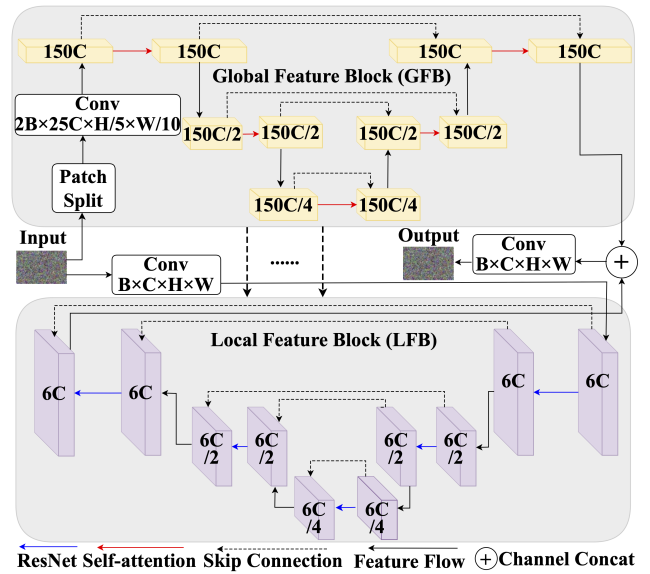 150C
150C
150C
150C
Global Feature Block (GFB)
Conv
2B×25C×H/5×W/10
150C/2
150C/2
150C/2
150C/2
Patch
Split
150C/4
150C/4
Input
Conv
B×C×H×W
......
Output
Conv
B×C×H×W
+
Local Feature Block (LFB)
6C
6C
6C
6C
6C
/2
6C
/2
6C
/2
6C
/2
6C
/4
6C
/4
ResNet Self-attention Skip Connection Feature Flow + Channel Concat